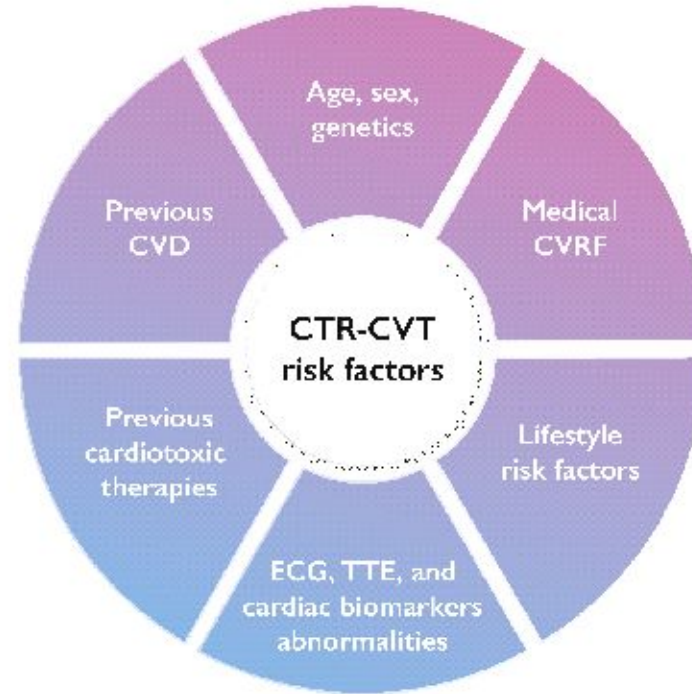 CTR-CVT
risk factors
Age, sex,
genetics
Medical
CVRF
Lifestyle
risk factors
ECG, TTE, and
cardiac biomarkers
abnormalities
Previous
cardiotoxic
therapies
Previous
CVD